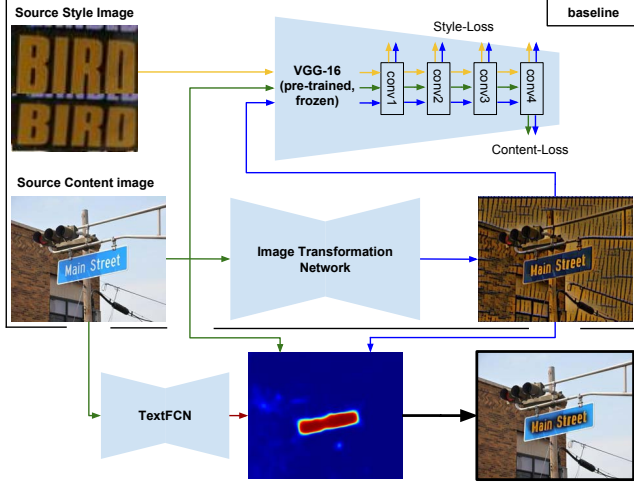 Source Style Image
baseline
BIRD
BIRD
Style-Loss
VGG-16
(pre-trained,
frozen)
conv1
conv2
conv3
conv4
Content-Loss
Source Content image
Main Street
Image Transformation
Network
Main Street
TextFCN
Main Street